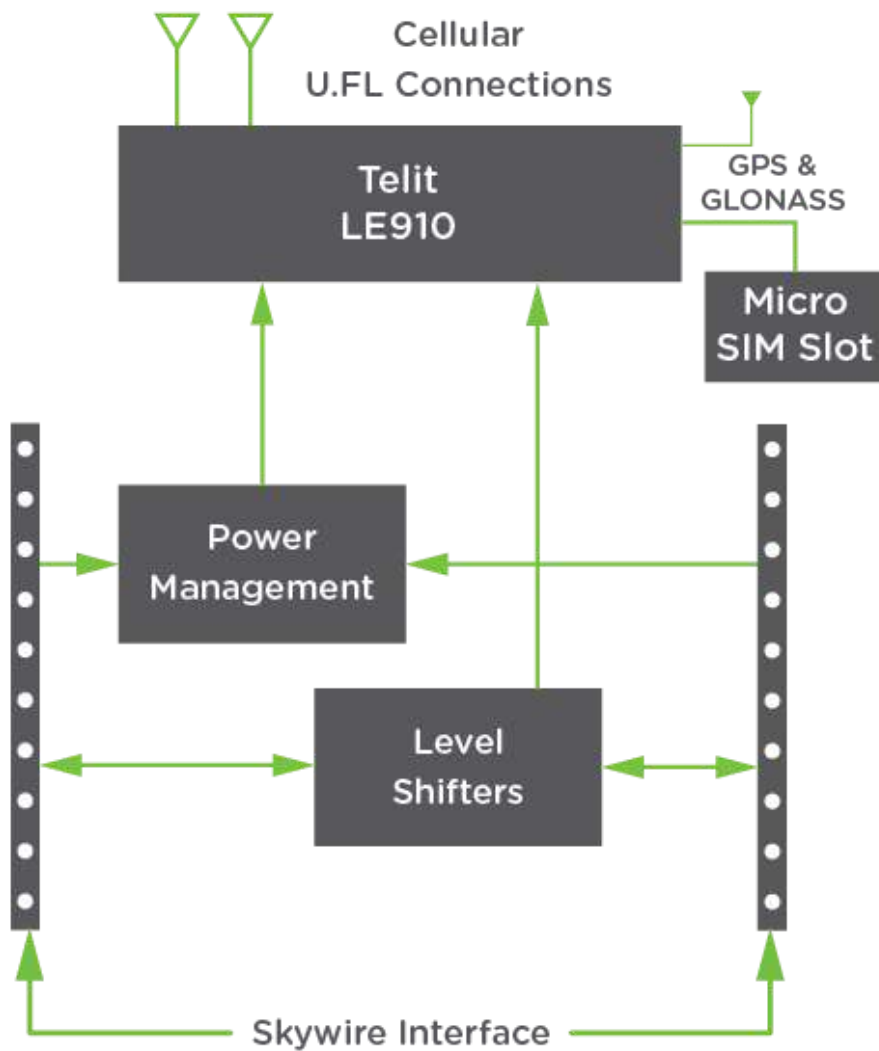 Cellular
U.FL Connections
Telit
LE910
GPS &
GLONASS
Micro
SIM Slot
Power
Management
Level
Shifters
Skywire Interface